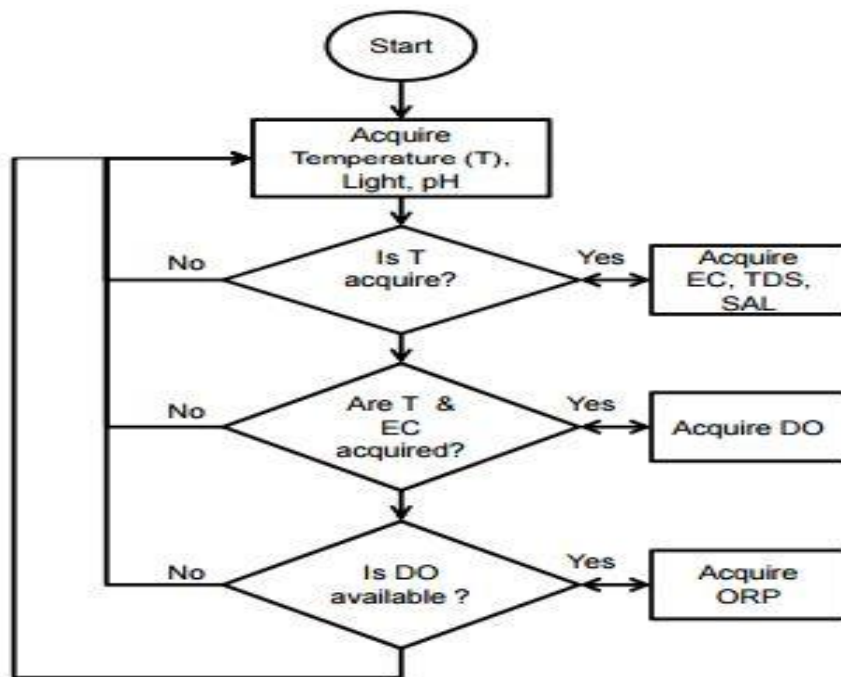 Start
Acquire
Temperature (T),
Light, pH
Is T
acquire?
No
Yes
Acquire
EC, TDS,
SAL
Are T &
EC
acquired?
No
Yes
Acquire DO
Is DO
available ?
No
Yes
Acquire
ORP